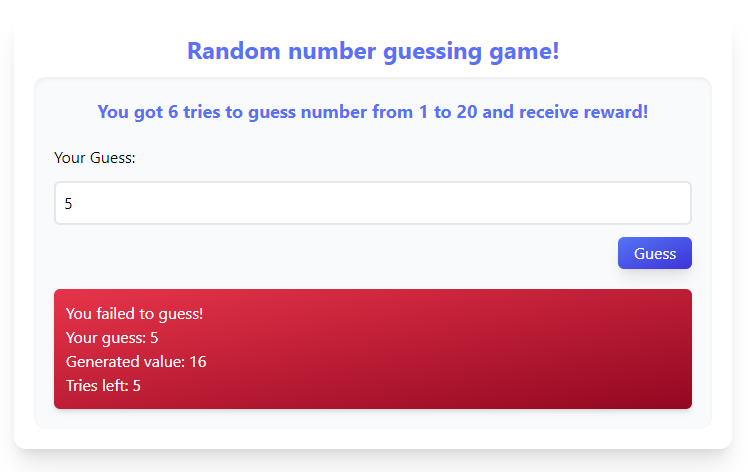 Random number guessing game!
You got 6 tries to guess number from 1 to 20 and receive reward!
Your Guess:
5
Guess
You failed to guess!
Your guess: 5
Generated value: 16
Tries left: 5